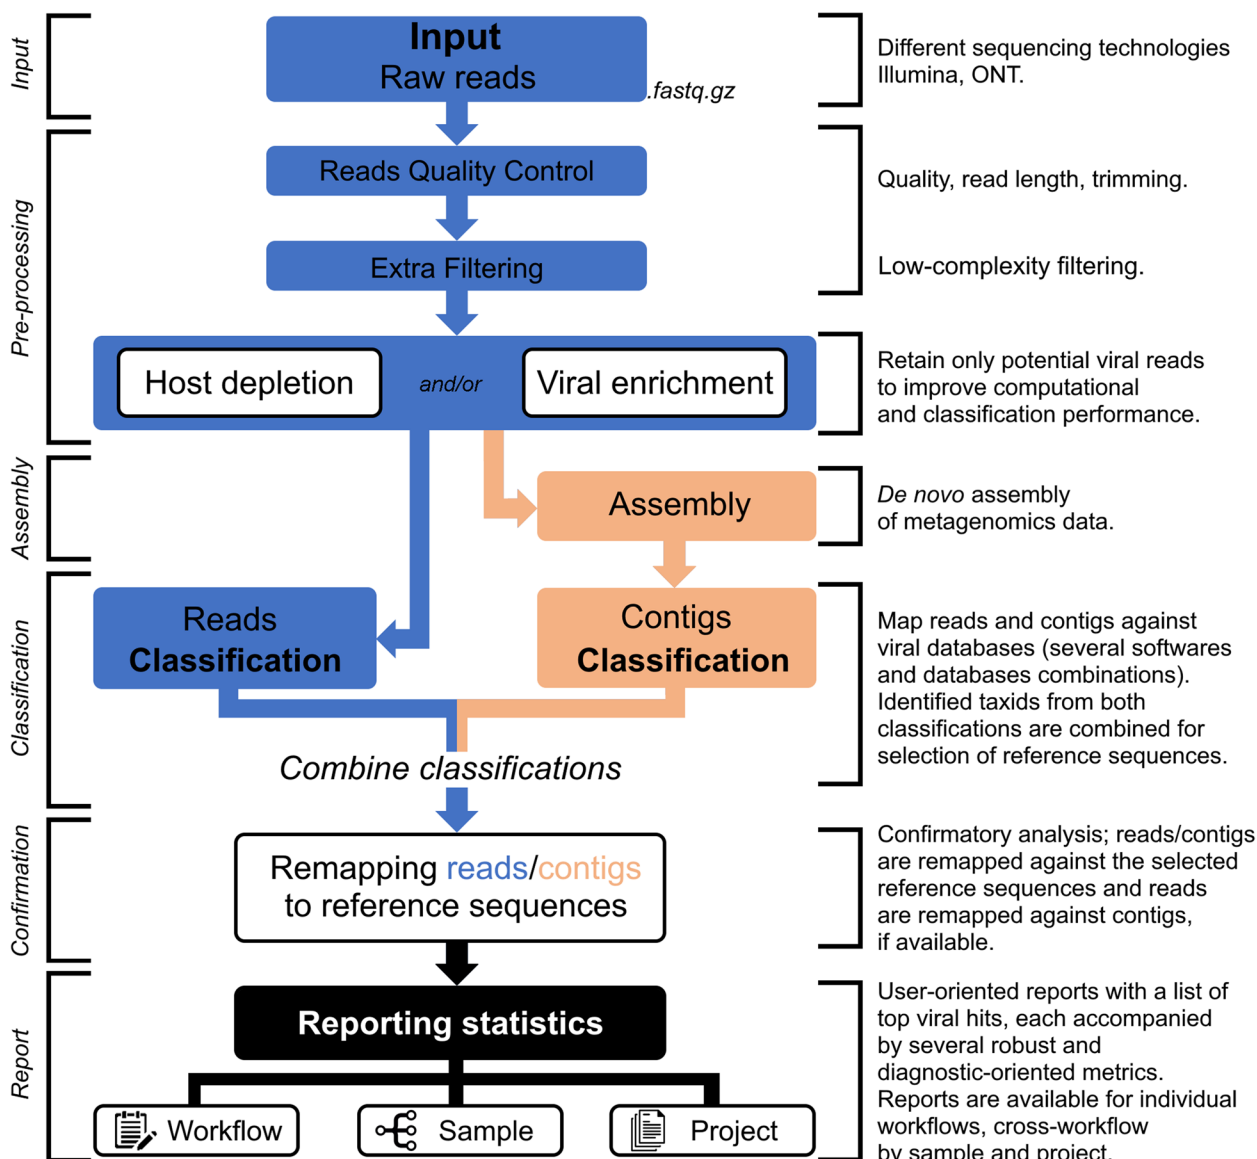 Input
Input
Raw reads
.fastq.gz
Different sequencing technologies
Illumina, ONT.
Pre-processing
Reads Quality Control
Quality, read length, trimming.
Extra Filtering
Low-complexity filtering.
Host depletion
and/or
Viral enrichment
Retain only potential viral reads
to improve computational
and classification performance.
Assembly
Assembly
De novo assembly
of metagenomics data.
Classification
Reads
Classification
Contigs
Classification
Combine classifications
Map reads and contigs against
viral databases (several softwares
and databases combinations).
Identified taxids from both
classifications are combined for
selection of reference sequences.
Confirmation
Remapping reads/contigs
to reference sequences
Confirmatory analysis; reads/contigs
are remapped against the selected
reference sequences and reads
are remapped against contigs,
if available.
Report
Reporting statistics
Workflow
Sample
Project
User-oriented reports with a list of
top viral hits, each accompanied
by several robust and
diagnostic-oriented metrics.
Reports are available for individual
workflows, cross-workflow
by sample and project.